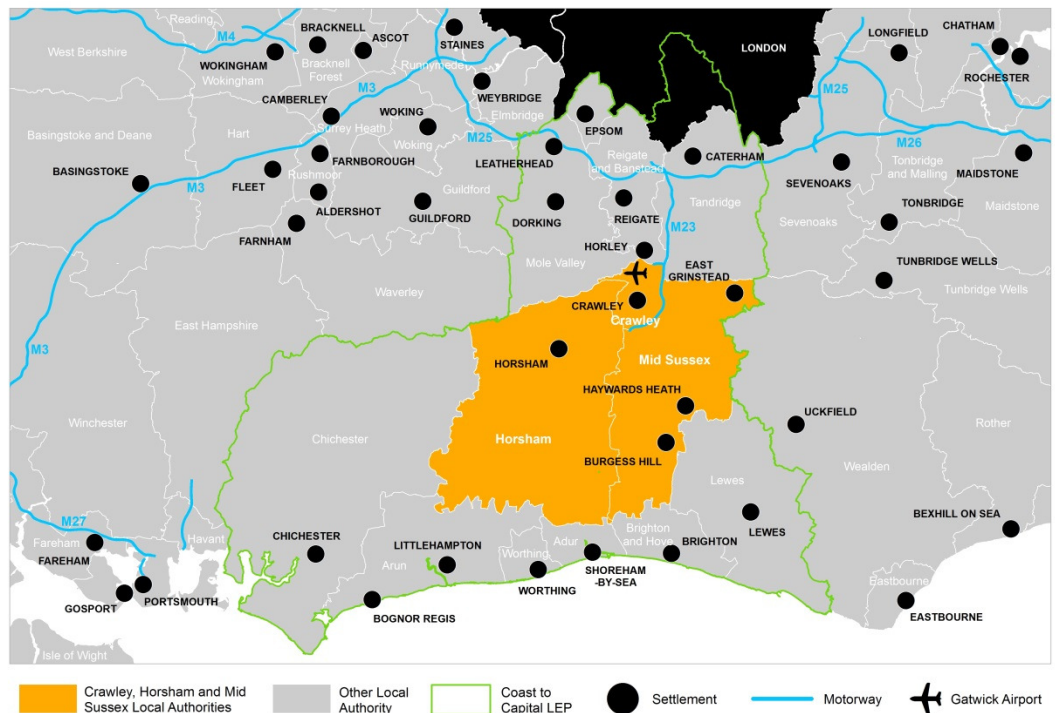 Reading
BRACKNELL
ASCOT
STAINES
M4
West Berkshire
WOKINGHAM
Wokingham
Bracknell
Forest
Runnymede
LONDON
LONGFIELD
CHATHAM
ROCHESTER
M3
WEYBRIDGE
Elmbridge
M25
CAMBERLEY
Surrey Heath
WOKING
Woking
M25
EPSOM
Basingstoke and Deane
Hart
FARNBOROUGH
LEATHERHEAD
Reigate
and Banstead
CATERHAM
M26
BASINGSTOKE
M3
FLEET
Rushmoor
ALDERSHOT
Guildford
GUILDFORD
DORKING
REIGATE
Tandridge
SEVENOAKS
Tonbridge
and Malling
MAIDSTONE
Maidstone
Sevenoaks
TONBRIDGE
FARNHAM
HORLEY
M23
Mole Valley
EAST
GRINSTEAD
TUNBRIDGE WELLS
Tunbridge
Wells
Waverley
CRAWLEY
Crawley
East Hampshire
M3
HORSHAM
Mid Sussex
HAYWARDS HEATH
UCKFIELD
Rother
Winchester
Chichester
Horsham
BURGESS HILL
Wealden
Lewes
LEWES
BEXHILL ON SEA
M27
Fareham
FAREHAM
Havant
CHICHESTER
LITTLEHAMPTON
Arun
Worthing
Adur
Brighton
and Hove
BRIGHTON
WORTHING
SHOREHAM
-BY-SEA
GOSPORT
PORTSMOUTH
BOGNOR REGIS
Eastbourne
EASTBOURNE
Isle of Wight
Crawley, Horsham and Mid
Sussex Local Authorities
Other Local
Authority
Coast to
Capital LEP
Settlement
Motorway
Gatwick Airport